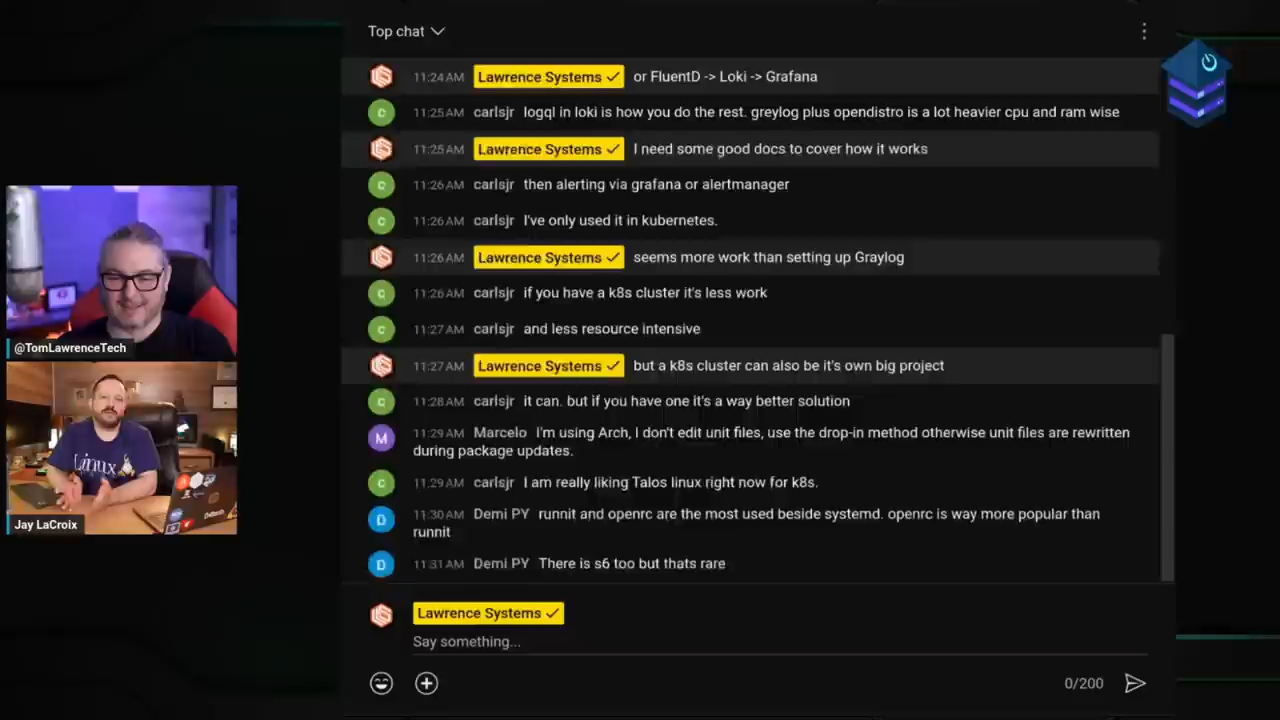 Top chat
11:24 AM Lawrence Systems or FluentD -> Loki -> Grafana
11:25 AM carlsjr logql in loki is how you do the rest. greylog plus opendistro is a lot heavier cpu and ram wise
11:25 AM Lawrence Systems I need some good docs to cover how it works
11:26 AM carlsjr then alerting via grafana or alertmanager
11:26 AM carlsjr I've only used it in kubernetes.
11:26 AM Lawrence Systems seems more work than setting up Graylog
11:26 AM carlsjr if you have a k8s cluster it's less work
11:27 AM carlsjr and less resource intensive
11:27 AM Lawrence Systems but a k8s cluster can also be it's own big project
11:28 AM carlsjr it can. but if you have one it's a way better solution
M
11:29 AM Marcelo I'm using Arch, I don't edit unit files, use the drop-in method otherwise unit files are rewritten
during package updates.
11:29 AM carlsjr I am really liking Talos linux right now for k8s.
D
11:30 AM Demi PY runnit and openrc are the most used beside systemd. openrc is way more popular than
runnit
D
11:31 AM Demi PY There is s6 too but thats rare
Lawrence Systems
Say something...
0/200
@TomLawrenceTech
Linux
Jay LaCroix